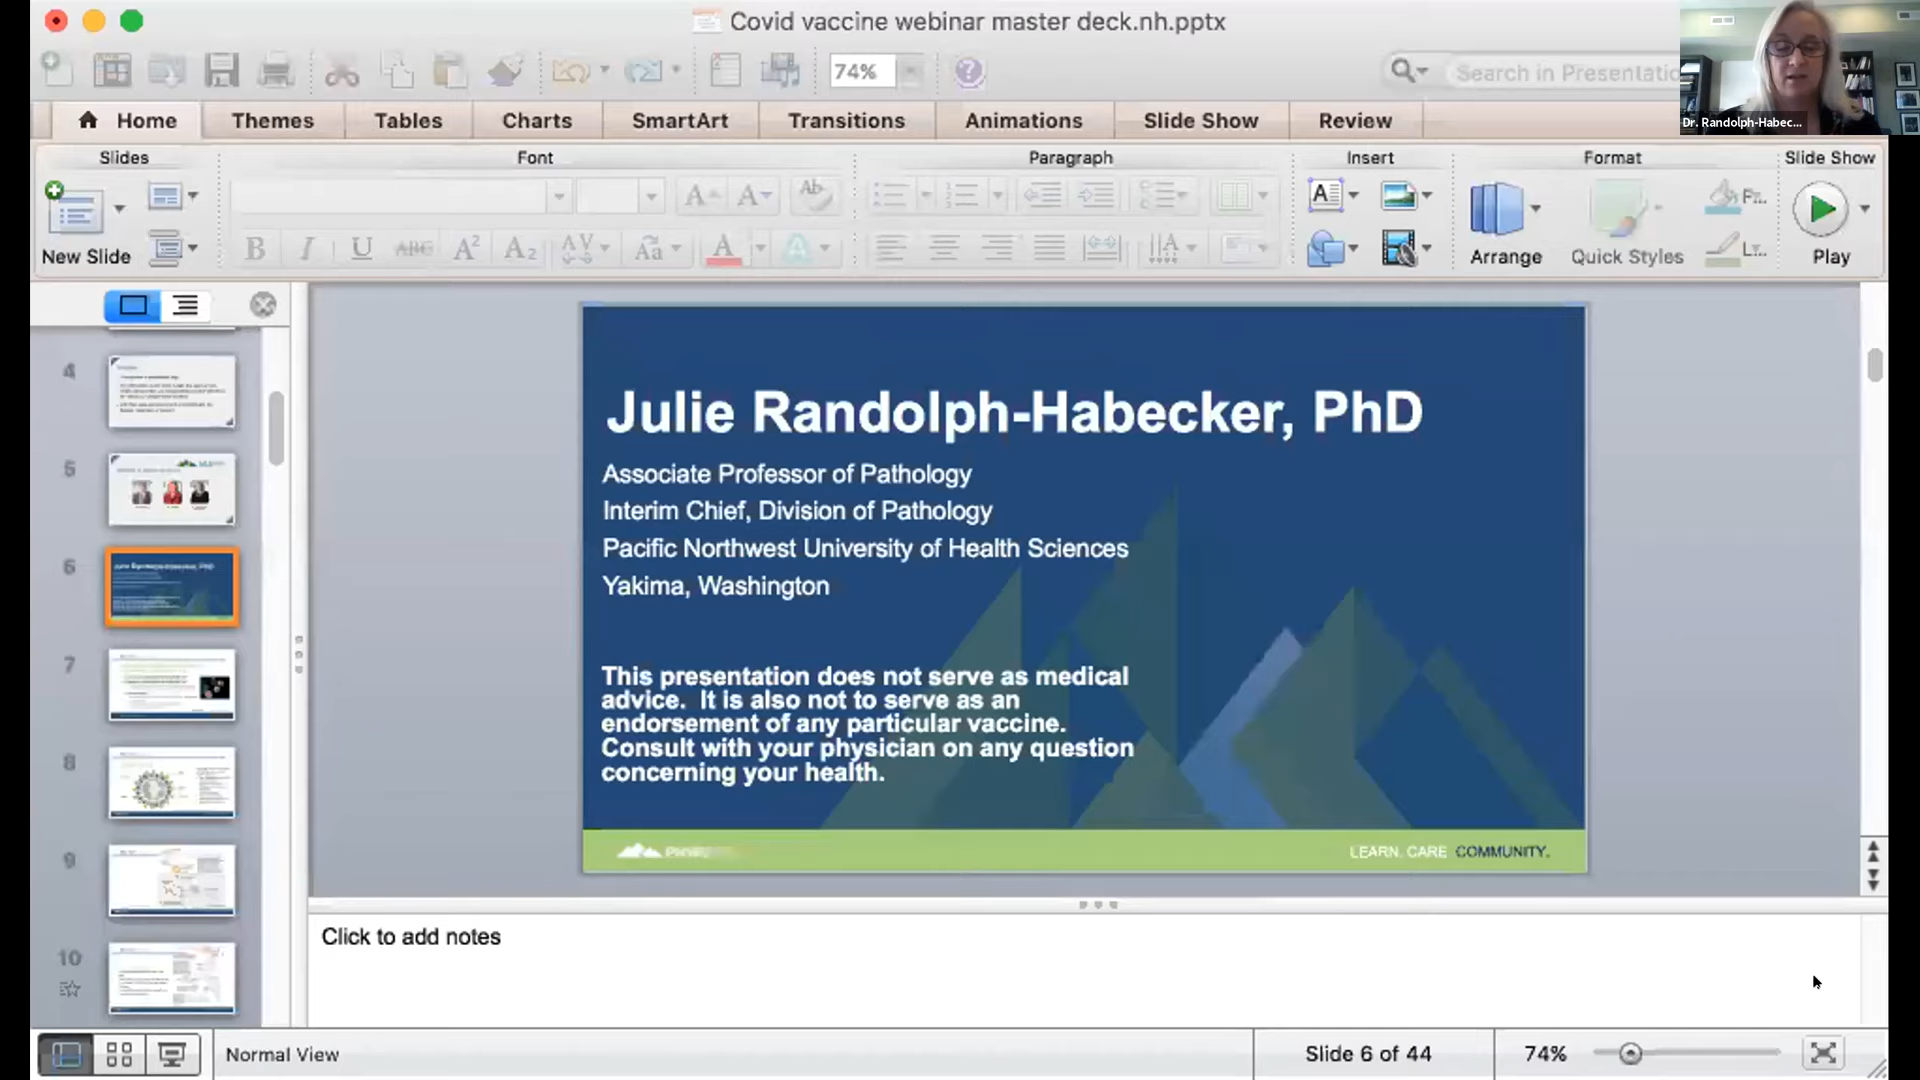 Covid vaccine webinar master deck.nh.pptx
74%
Search in Presentatio
Dr. Randolph-Habec...
Home
Themes
Tables
Charts
SmartArt
Transitions
Animations
Slide Show
Review
Slides
Font
Paragraph
Insert
Format
Slide Show
New Slide
Arrange
Quick Styles
Play
4
5
6
7
8
9
10
Julie Randolph-Habecker, PhD
Associate Professor of Pathology
Interim Chief, Division of Pathology
Pacific Northwest University of Health Sciences
Yakima, Washington
This presentation does not serve as medical
advice. It is also not to serve as an
endorsement of any particular vaccine.
Consult with your physician on any question
concerning your health.
LEARN. CARE. COMMUNITY.
Click to add notes
Normal View
Slide 6 of 44
74%